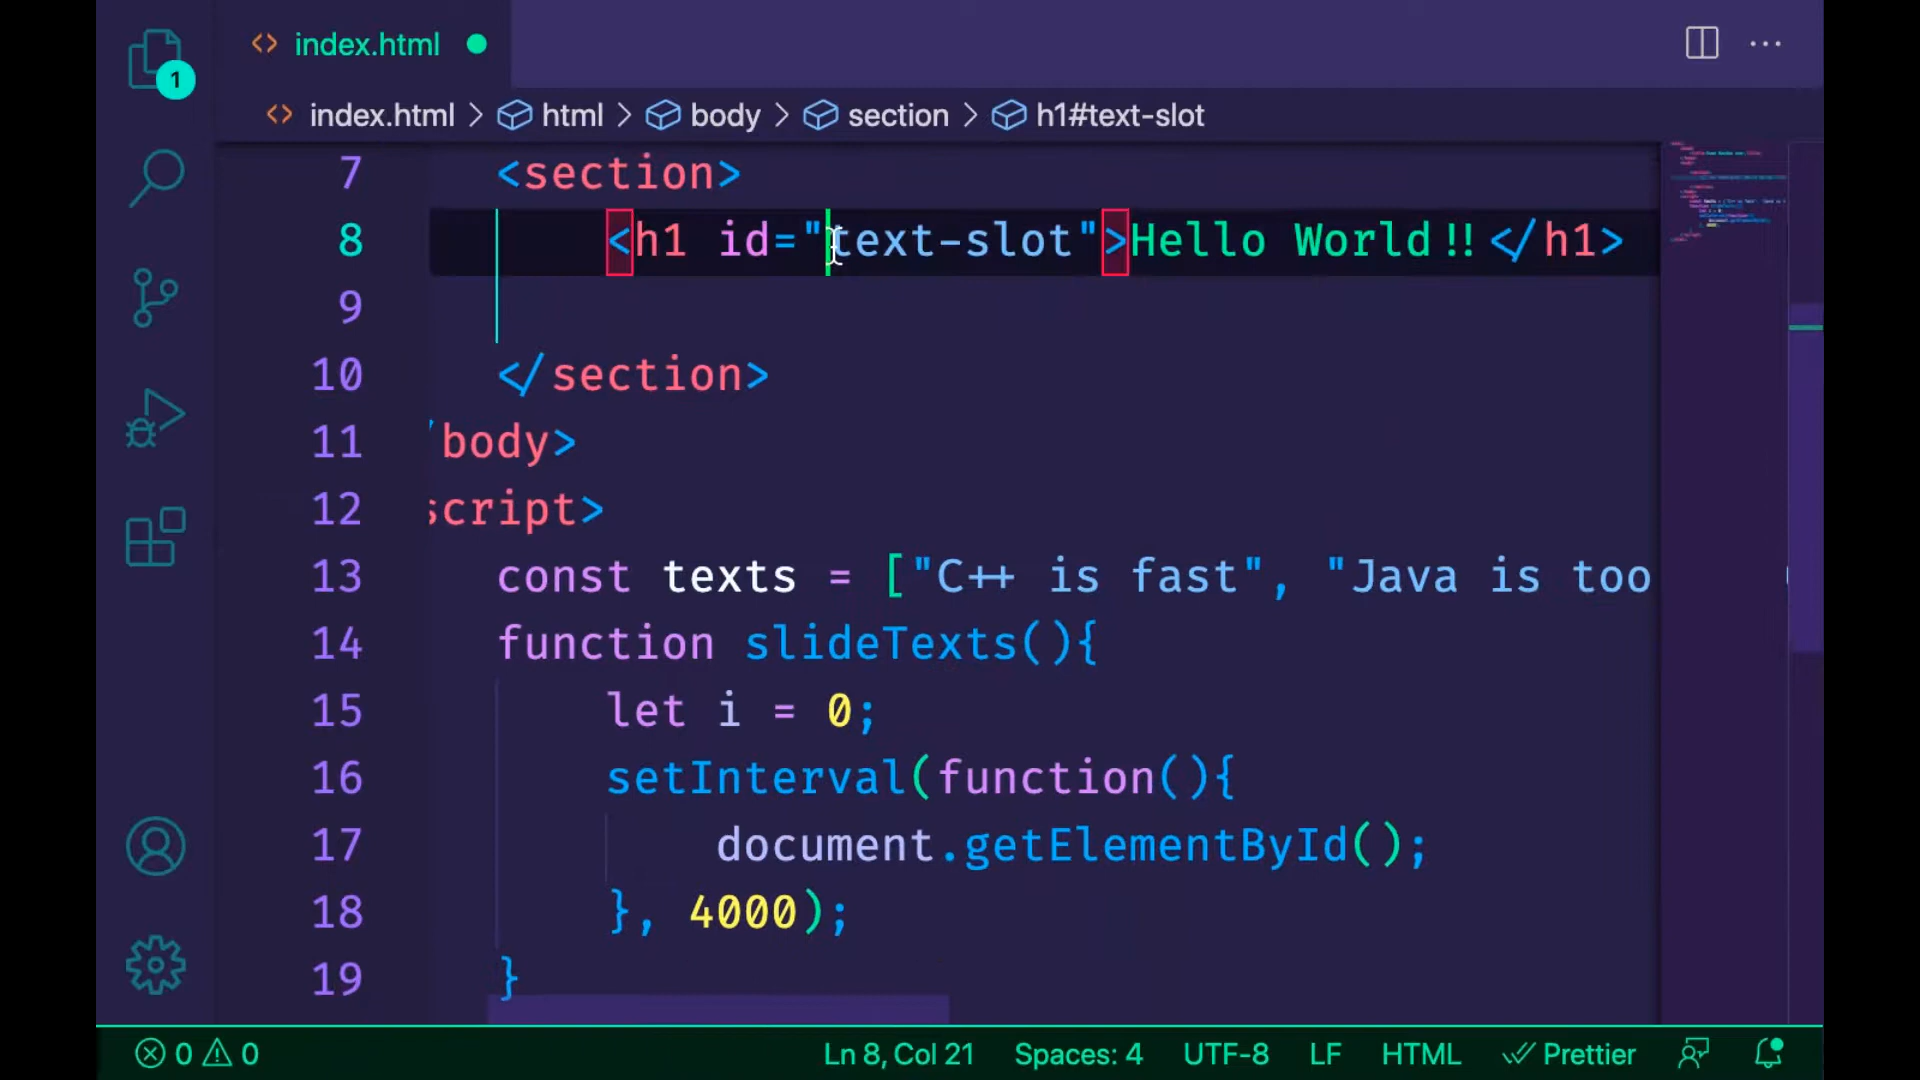 1
index.html
index.html > html > body > section > h1#text-slot
7 <section>
8 <h1 id="text-slot">Hello World!!</h1>
9
10 </section>
11 /body>
12 script>
13 const texts = ["C++ is fast", "Java is too
14 function slideTexts(){
15 let i = 0;
16 setInterval(function(){
17 document.getElementById();
18 }, 4000);
19 }
0 0 Ln 8, Col 21 Spaces: 4 UTF-8 LF HTML Prettier